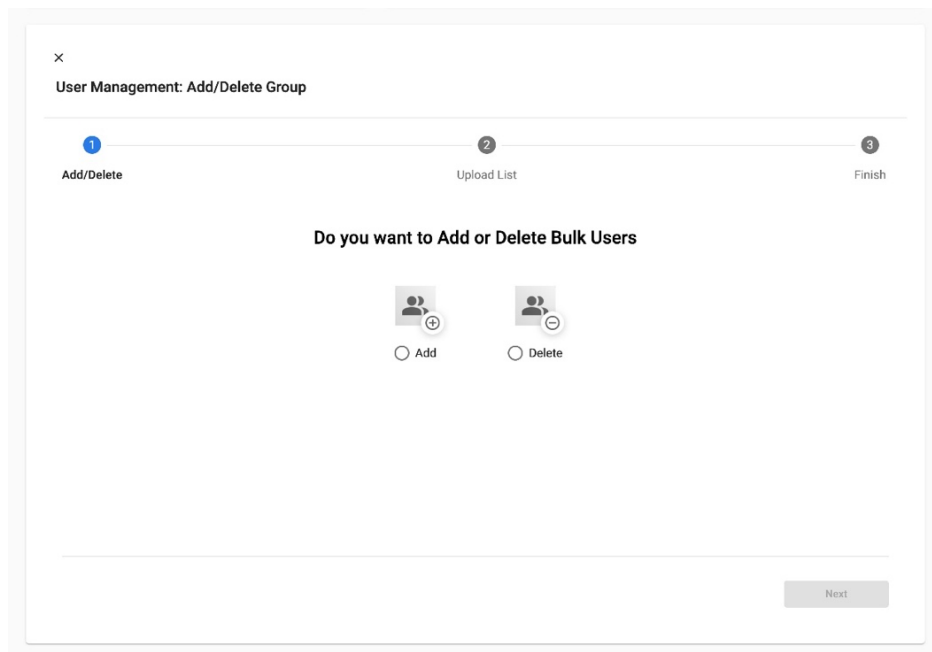 User Management: Add/Delete Group
1
2
3
Add/Delete
Upload List
Finish
Do you want to Add or Delete Bulk Users
Add
Delete
Next